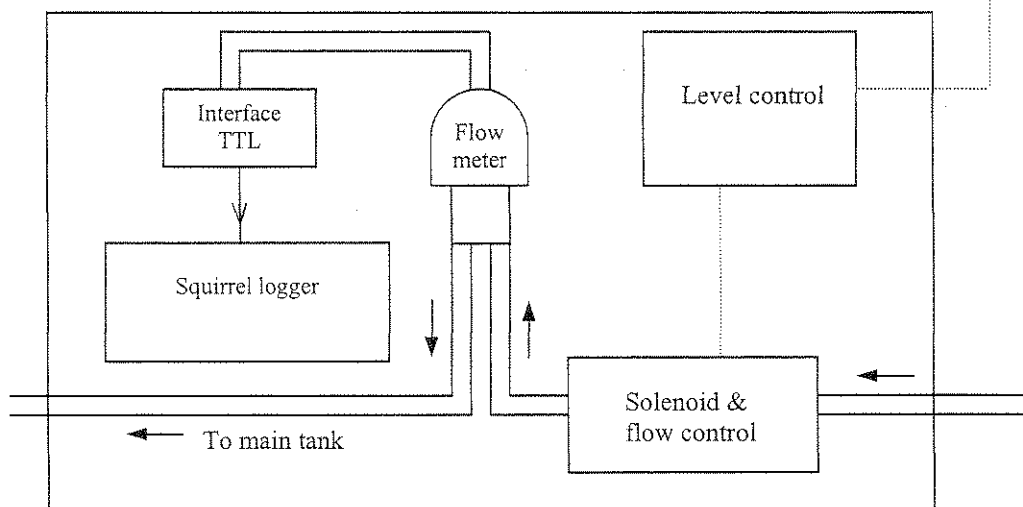 Interface
TTL
Flow
meter
Level control
Squirrel logger
Solenoid &
flow control
To main tank